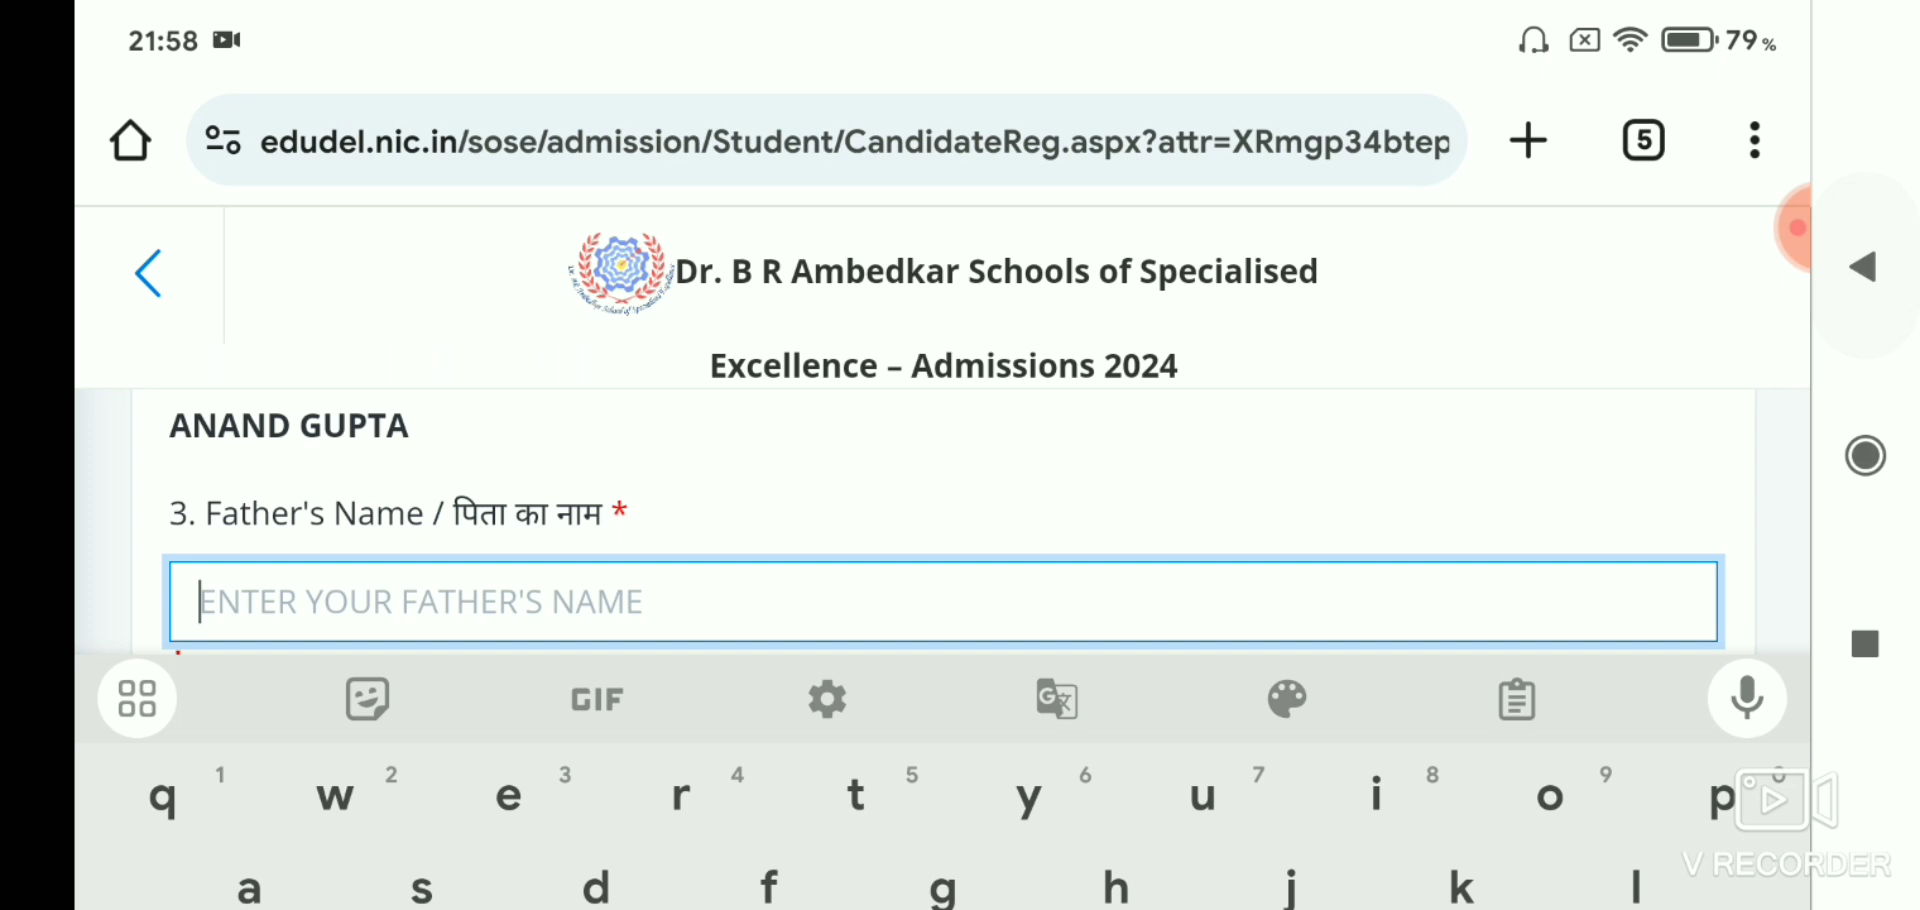 21:58
79%
edudel.nic.in/sose/admission/Student/CandidateReg.aspx?attr=XRmgp34btep
5
Dr. B R Ambedkar Schools of Specialised
Excellence – Admissions 2024
ANAND GUPTA
3. Father's Name / पिता का नाम *
ENTER YOUR FATHER'S NAME
GIF
q 1 w 2 e 3 r 4 t 5 y 6 u 7 i 8 o 9 p
a s d f g h j k l
V RECORDER